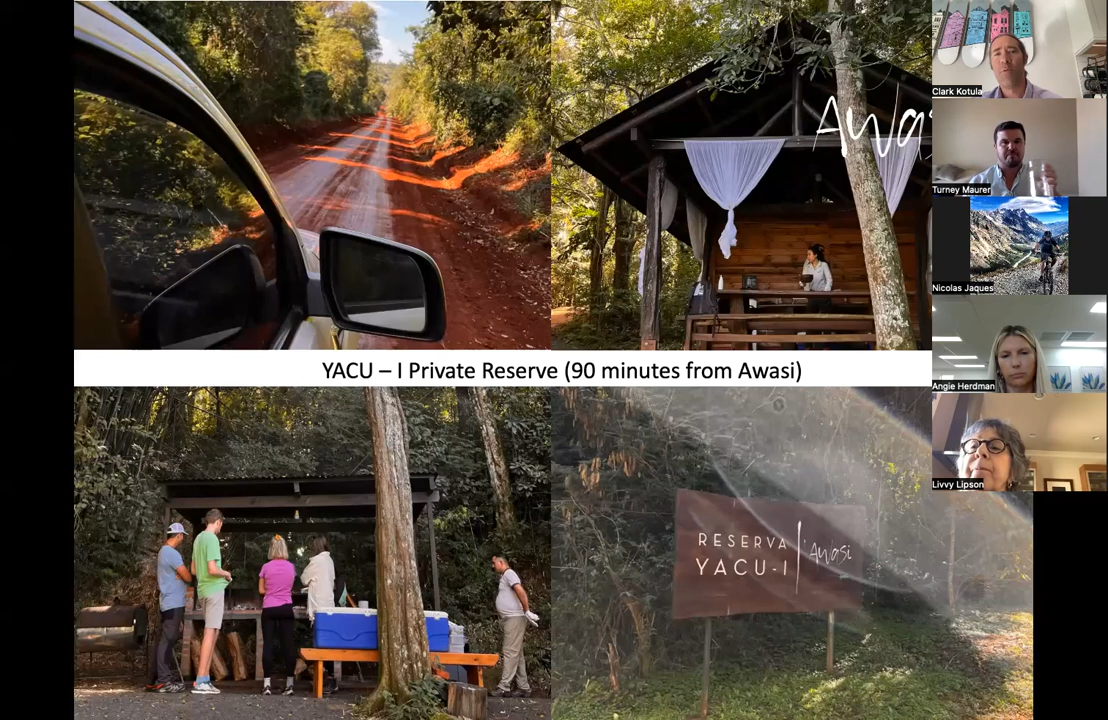 Awas
Clark Kotula
Turney Maurer
Nicolas Jaques
Angie Herdman
Livvy Lipson
YACU – I Private Reserve (90 minutes from Awasi)
RESERVA
YACU-I
Awasi